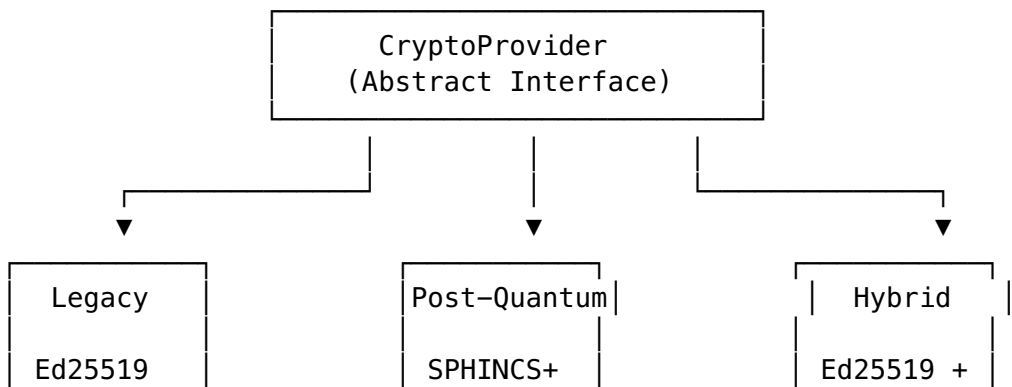 CryptoProvider
(Abstract Interface)
Legacy Post-Quantum Hybrid
Ed25519 SPHINCS+ Ed25519 +